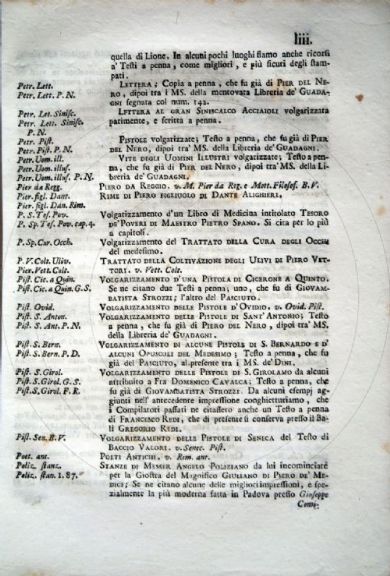 liii.
quella di Lione. In alcuni pochi luoghi siamo anche ricorsi
a' Testi a penna, come migliori, e più sicuri degli stam-
pati.
Petr. Lett. LETTERA; Copia a penna, che fu già di PIER DEL NE-
Petr. Lett. P. N. RO, dipoi tra i MS. della mentovata Libreria de' GUADA-
GNI segnata col num. 142.
Petr. Let. Sinisc. LETTERA AL GRAN SINISCALCO ACCIAIOLI volgarizzata
Petr. Lett. Sinisc. parimente, e scritta a penna.
P. N.
Petr. Pist. PISTOLE volgarizzate; Testo a penna, che fu già di PIER
Petr. Pist. P. N. DEL NERO, dipoi tra' MS. della Libreria de' GUADAGNI.
Petr. Uom. ill. VITE DEGLI UOMINI ILLUSTRI volgarizzate; Testo a pen-
Petr. Uom. illus. na, che fu già di PIER DEL NERO, dipoi tra' MS. della Li-
Petr. Uom. illus. P. N. breria de' GUADAGNI.
Pier da Regg. PIERO DA REGGIO. v. M. Pier da Reg. e Mott. Filosof. B. V.
Pier. figl. Dant. RIME DI PIERO FIGLIUOLO DI DANTE ALIGHIERI.
Pier. figl. Dan. Rim.
P. S. Tes. Pov. Volgarizzamento d'un Libro di Medicina intitolato TESORO
P. Sp. Tes. Pov. cap. 4. DE' POVERI DI MAESTRO PIETRO SPANO. Si cita per lo più
a capitoli.
P. Sp. Cur. Occh. Volgarizzamento del TRATTATO DELLA CURA DEGLI OCCHI
del medesimo.
P. V. Colt. Uliv. TRATTATO DELLA COLTIVAZIONE DEGLI ULIVI DI PIERO VET-
Pier. Vett. Colt. TORI. v. Vett. Colt.
Pist. Cic. a Quin. VOLGARIZZAMENTO D'UNA PISTOLA DI CICERONE A QUINTO.
Pist. Cic. a Quin. G. S. Se ne citano due Testi a penna; uno, che fu di GIOVAM-
BATISTA STROZZI; l'altro del PASCIUTO.
Pist. Ovid. VOLGARIZZAMENTO DELLE PISTOLE D'OVIDIO. v. Ovid. Pist.
Pist. S. Anton. VOLGARIZZAMENTO DELLE PISTOLE DI SANT'ANTONIO; Testo
Pist. S. Ant. P. N. a penna, che fu già di PIERO DEL NERO, dipoi tra' MS.
della Libreria de' GUADAGNI.
Pist. S. Bern. VOLGARIZZAMENTO DI ALCUNE PISTOLE DI S. BERNARDO E D'
Pist. S. Bern. P. D. ALCUNI OPUSCOLI DEL MEDESIMO; Testo a penna, che fu
già del PASCIUTO, al presente tra i MS. de' DINI.
Pist. S. Girol. VOLGARIZZAMENTO DELLE PISTOLE DI S. GIROLAMO da alcuni
Pist. S. Girol. G. S. attribuito a FRA DOMENICO CAVALCA; Testo a penna, che
Pist. S. Girol. F. R. fu già di GIOVAMBATISTA STROZZI. Da alcuni esempj ag-
giunti nell'antecedente impressione conghietturiamo, che
i Compilatori passati ne citassero anche un Testo a penna
di FRANCESCO REDI, che di presente si conserva presso il Ba-
lì GREGORIO REDI.
Pist. Sen. B. V. VOLGARIZZAMENTO DELLE PISTOLE DI SENECA del Testo di
BACCIO VALORI. v. Senec. Pist.
Poet. ant. POETI ANTICHI. v. Rim. ant.
Poliz. stanz. STANZE DI MESSER ANGELO POLIZIANO da lui incominciate
Poliz. stan. 1. 87. per la Giostra del Magnifico GIULIANO DI PIERO DE' ME-
DICI; Se ne citano alcune delle migliori impressioni, e spe-
zialmente la più moderna fatta in Padova presso Giuseppe
Come-